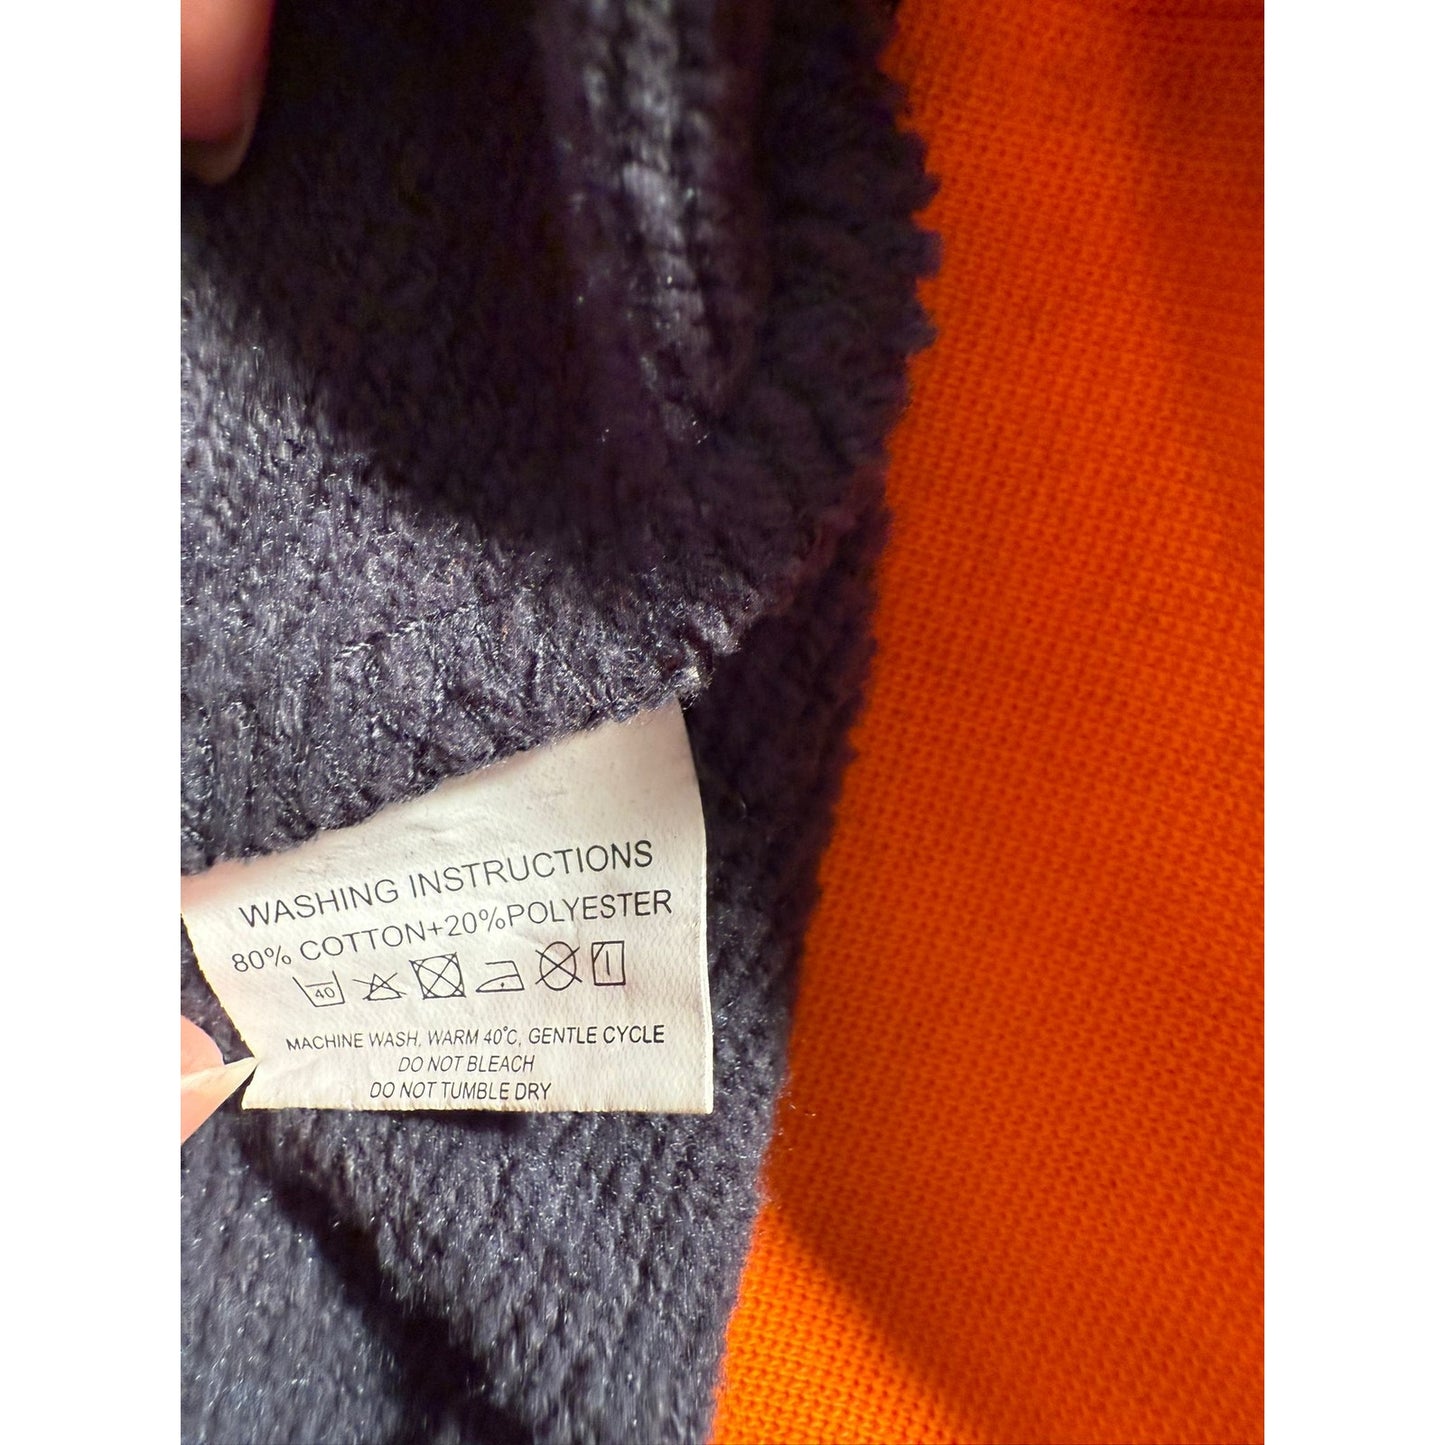 WASHING INSTRUCTIONS
80% COTTON+20%POLYESTER
40
MACHINE WASH, WARM 40°C, GENTLE CYCLE
DO NOT BLEACH
DO NOT TUMBLE DRY